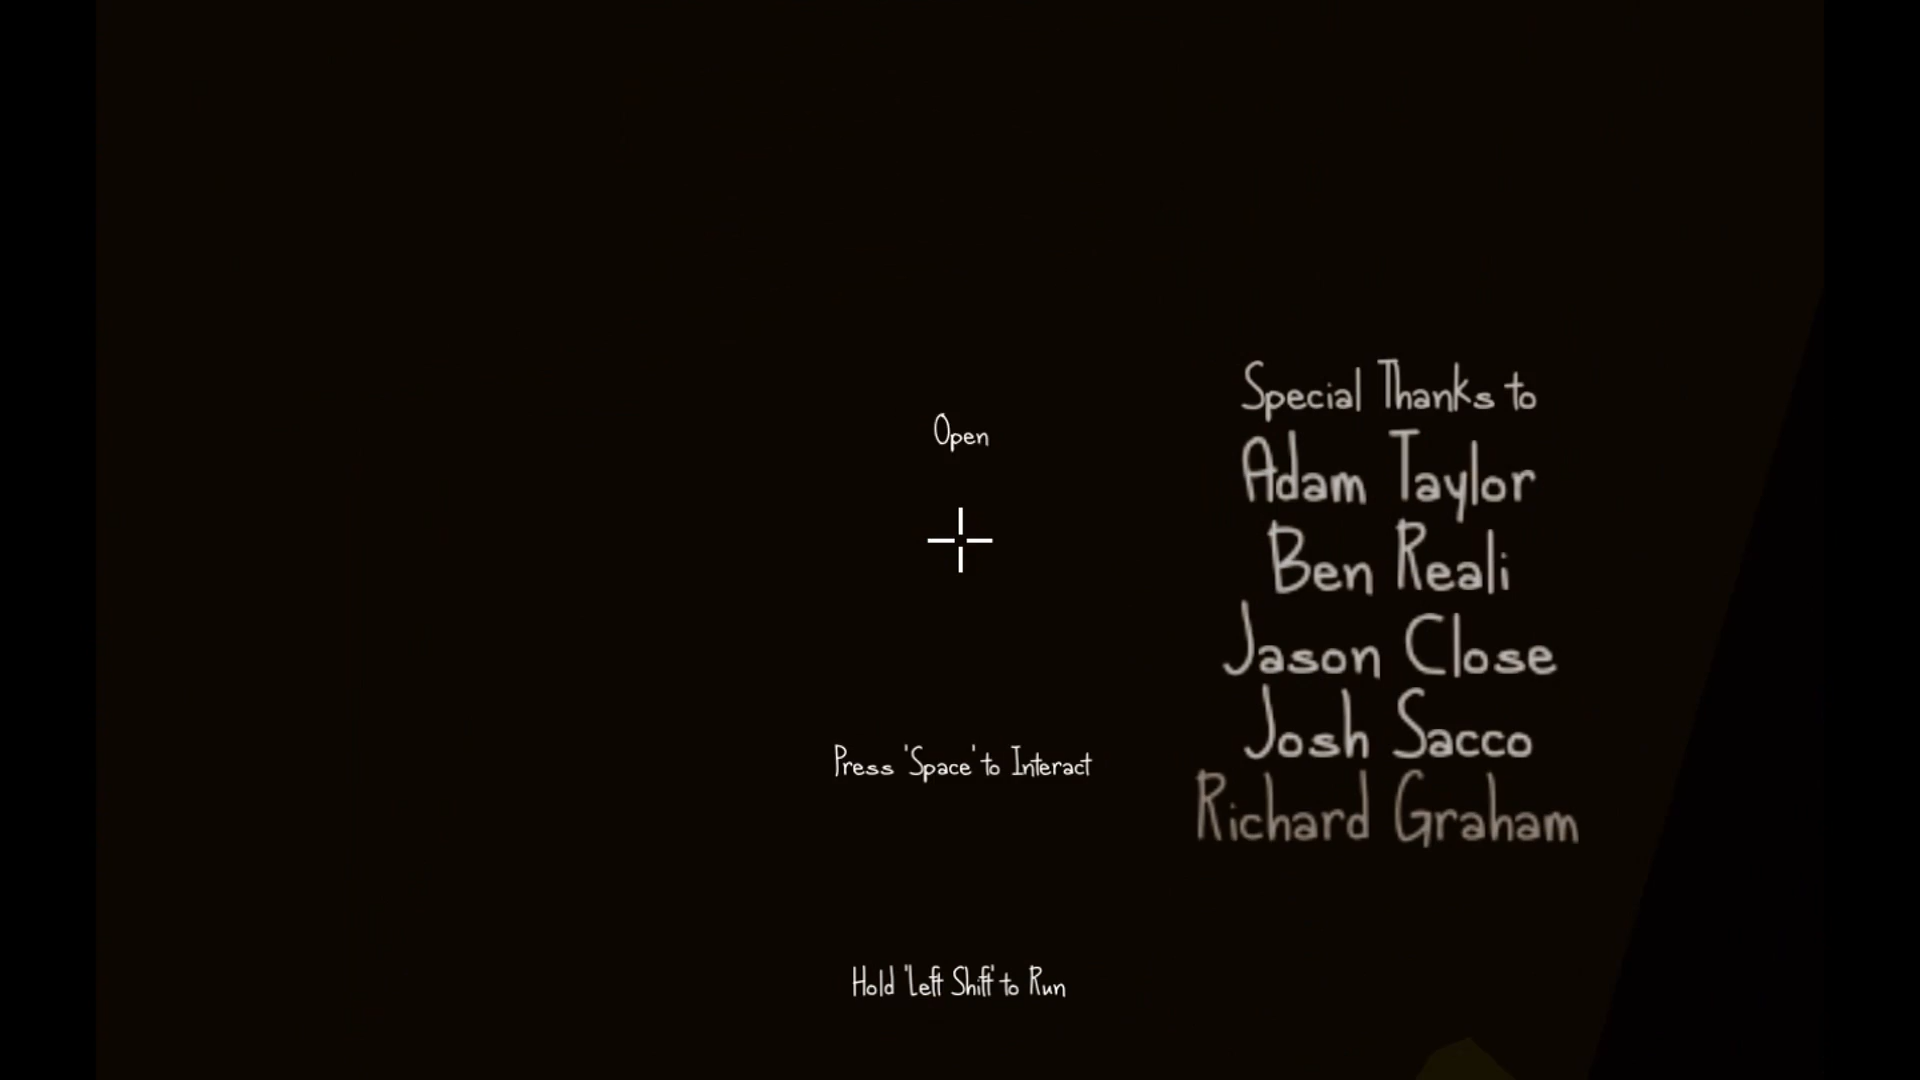 Open
Press 'Space' to Interact
Hold 'Left Shift' to Run
Special Thanks to
Adam Taylor
Ben Reali
Jason Close
Josh Sacco
Richard Graham